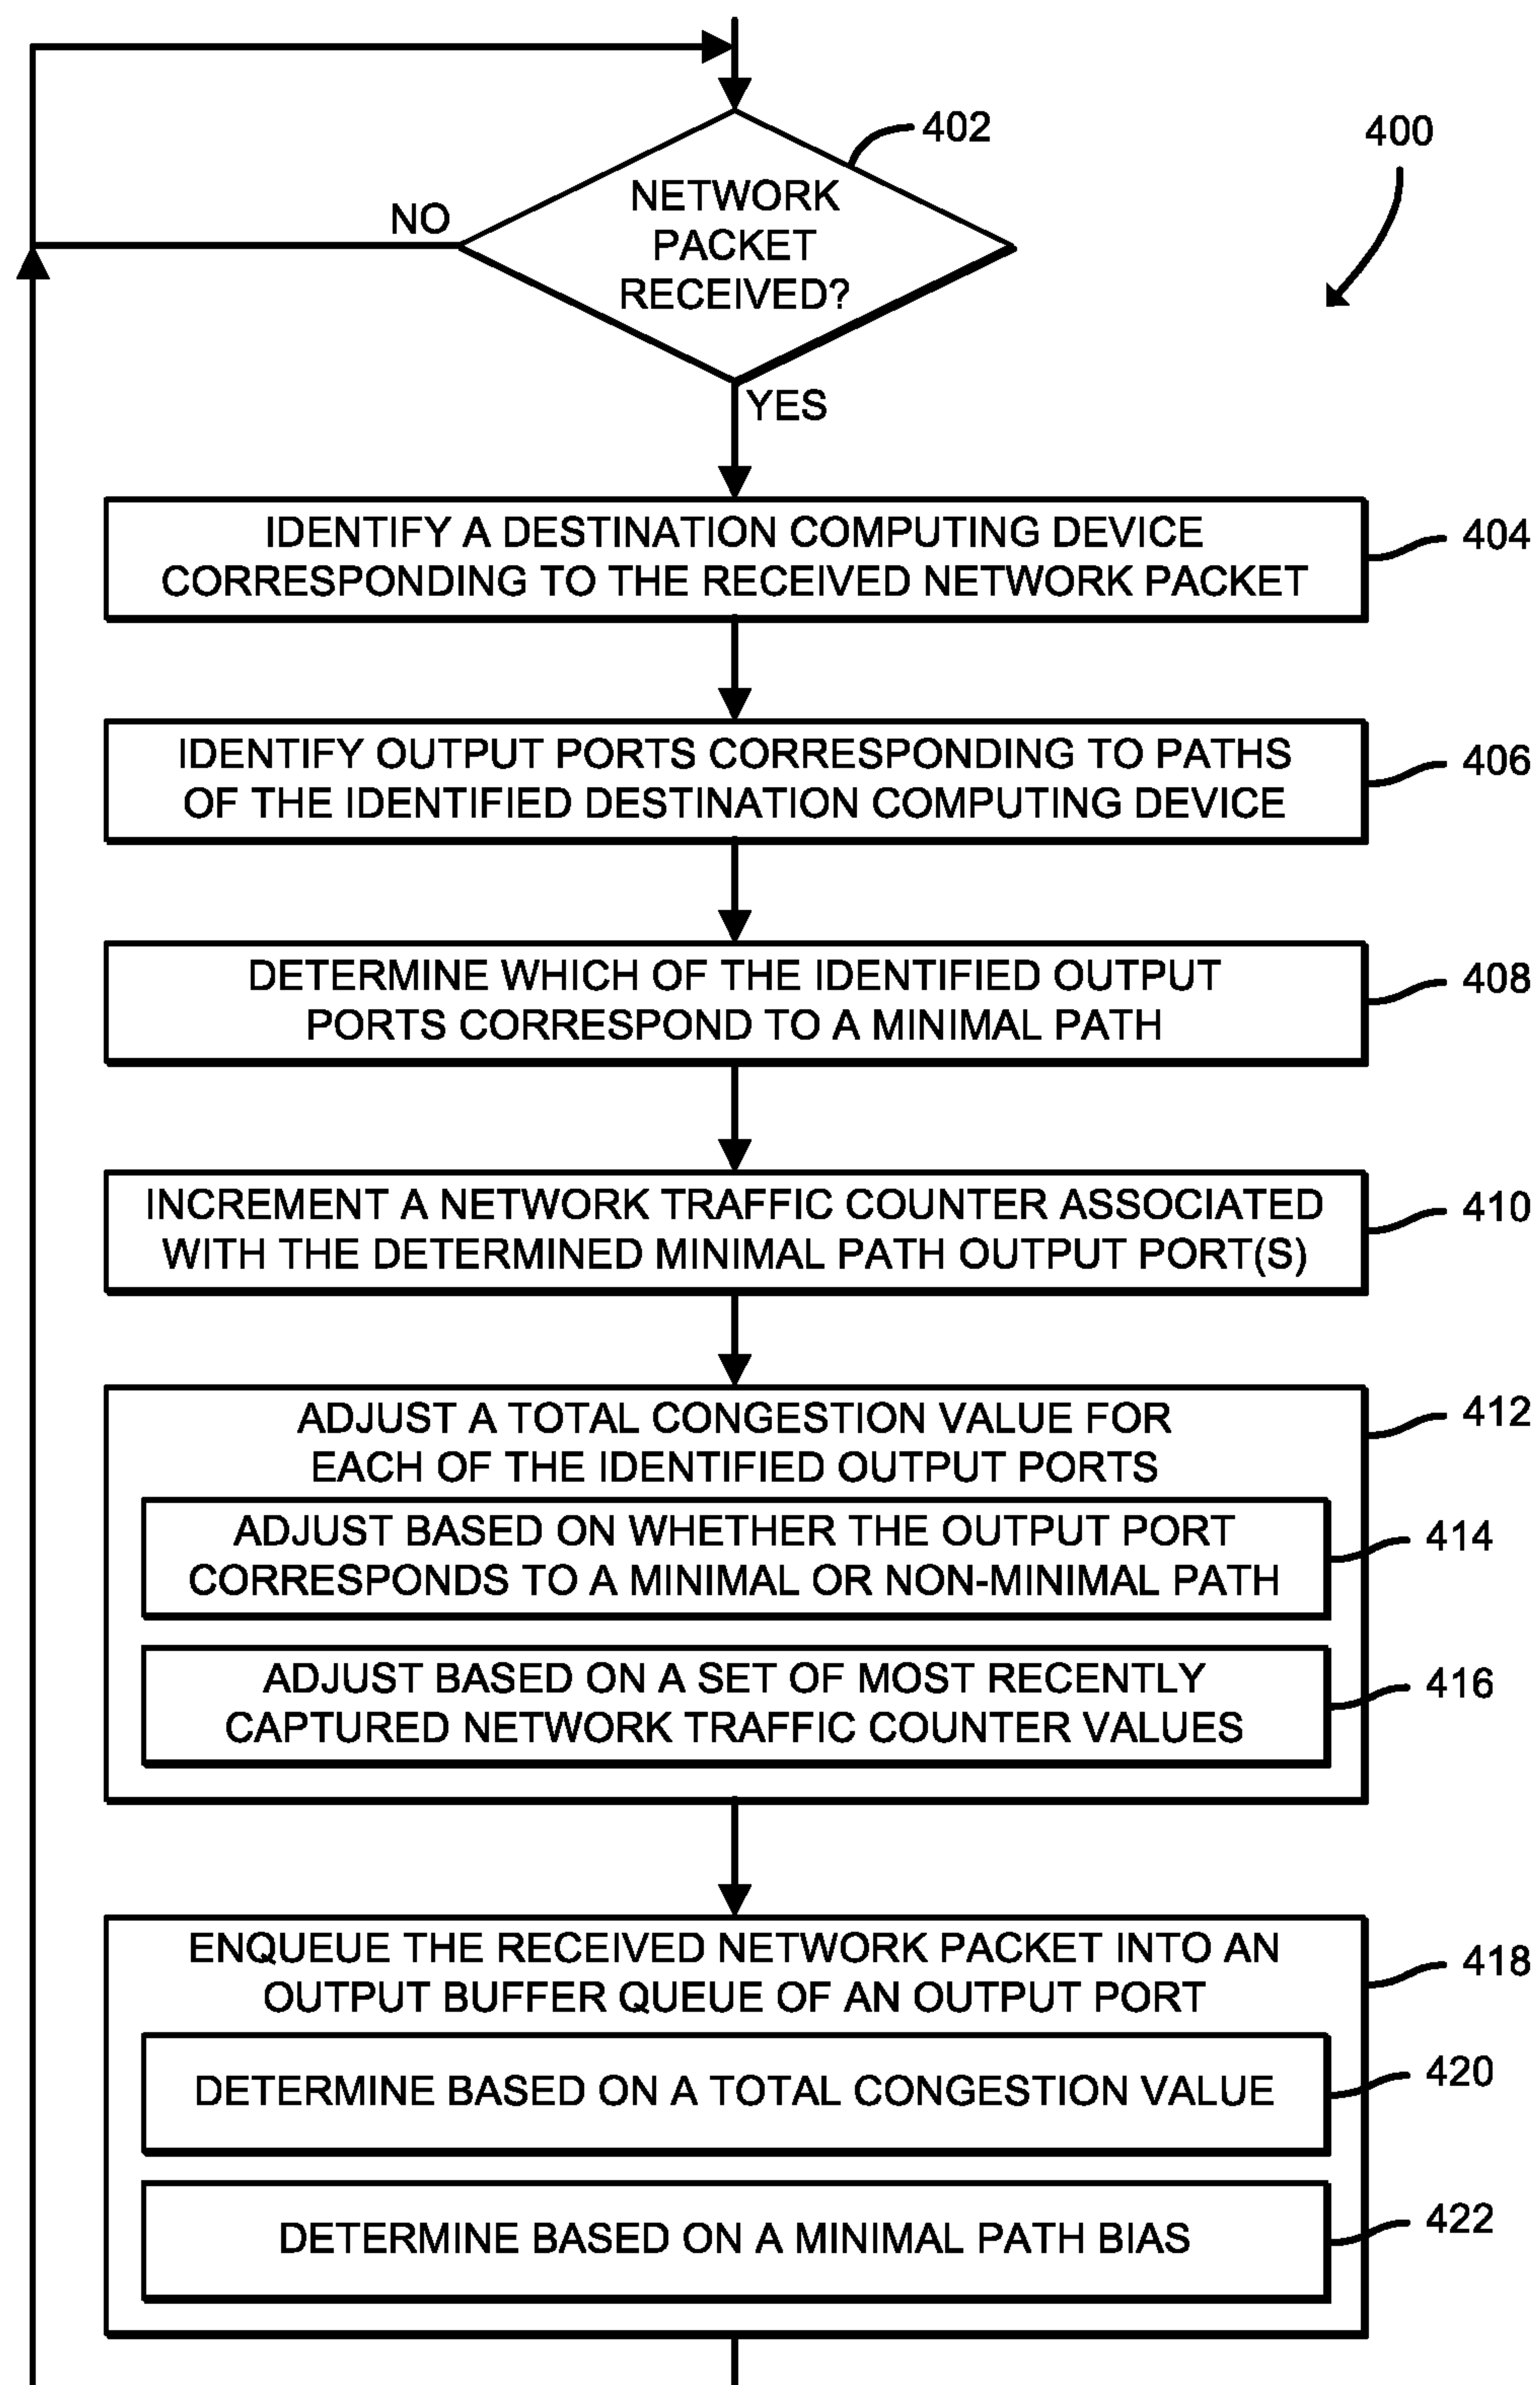 402
400
NETWORK
PACKET
RECEIVED?
NO
YES
IDENTIFY A DESTINATION COMPUTING DEVICE
CORRESPONDING TO THE RECEIVED NETWORK PACKET
404
IDENTIFY OUTPUT PORTS CORRESPONDING TO PATHS
OF THE IDENTIFIED DESTINATION COMPUTING DEVICE
406
DETERMINE WHICH OF THE IDENTIFIED OUTPUT
PORTS CORRESPOND TO A MINIMAL PATH
408
INCREMENT A NETWORK TRAFFIC COUNTER ASSOCIATED
WITH THE DETERMINED MINIMAL PATH OUTPUT PORT(S)
410
ADJUST A TOTAL CONGESTION VALUE FOR
EACH OF THE IDENTIFIED OUTPUT PORTS
412
ADJUST BASED ON WHETHER THE OUTPUT PORT
CORRESPONDS TO A MINIMAL OR NON-MINIMAL PATH
414
ADJUST BASED ON A SET OF MOST RECENTLY
CAPTURED NETWORK TRAFFIC COUNTER VALUES
416
ENQUEUE THE RECEIVED NETWORK PACKET INTO AN
OUTPUT BUFFER QUEUE OF AN OUTPUT PORT
418
DETERMINE BASED ON A TOTAL CONGESTION VALUE
420
DETERMINE BASED ON A MINIMAL PATH BIAS
422